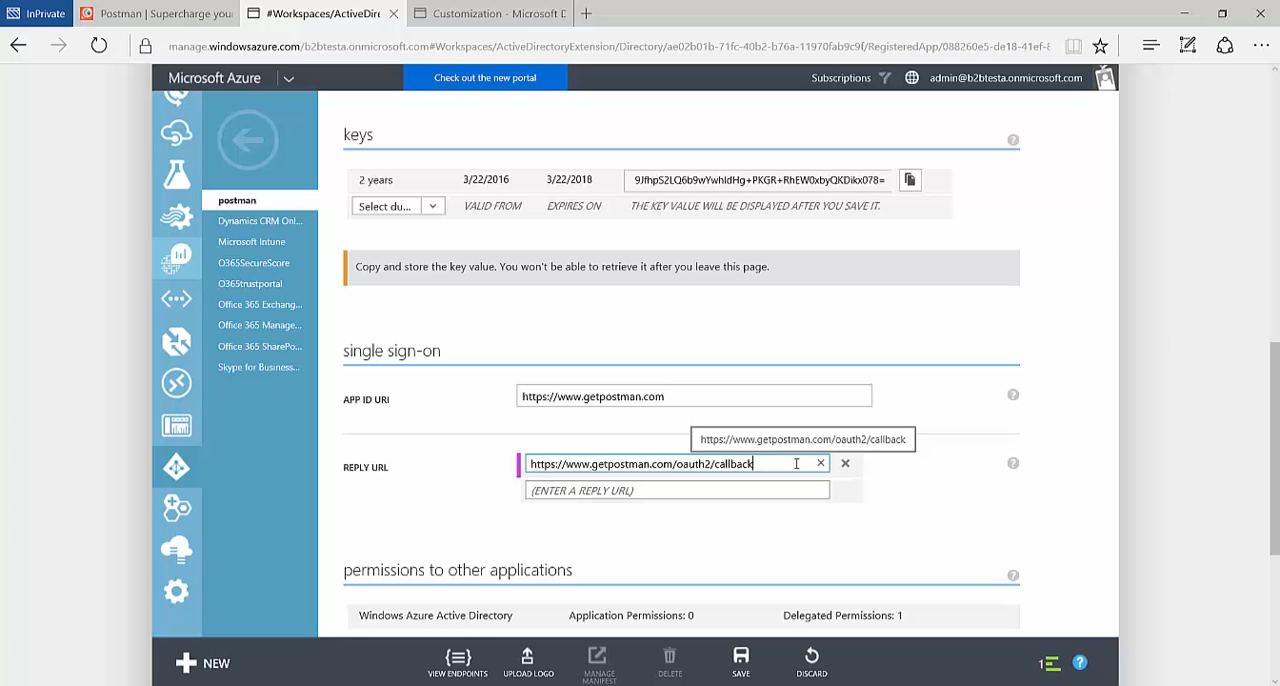 InPrivate
Postman | Supercharge your
#Workspaces/ActiveDire
Customization - Microsoft D
manage.windowsazure.com/b2btesta.onmicrosoft.com#Workspaces/ActiveDirectoryExtension/Directory/ae02b01b-71fc-40b2-b76a-11970fab9c9f/RegisteredApp/088260e5-de18-41ef-8
Microsoft Azure
Check out the new portal
Subscriptions
admin@b2btesta.onmicrosoft.com
postman
Dynamics CRM Onl...
Microsoft Intune
O365SecureScore
O365trustportal
Office 365 Exchang...
Office 365 Manage...
Office 365 SharePo...
Skype for Business...
keys
2 years 3/22/2016 3/22/2018 9JfhpS2LQ6b9wYwhIdHg+PKGR+RhEW0xbyQKDikx078=
Select du... VALID FROM EXPIRES ON THE KEY VALUE WILL BE DISPLAYED AFTER YOU SAVE IT.
Copy and store the key value. You won't be able to retrieve it after you leave this page.
single sign-on
APP ID URI https://www.getpostman.com
https://www.getpostman.com/oauth2/callback
REPLY URL https://www.getpostman.com/oauth2/callback
(ENTER A REPLY URL)
permissions to other applications
Windows Azure Active Directory Application Permissions: 0 Delegated Permissions: 1
NEW
VIEW ENDPOINTS
UPLOAD LOGO
MANAGE
MANIFEST
DELETE
SAVE
DISCARD
1